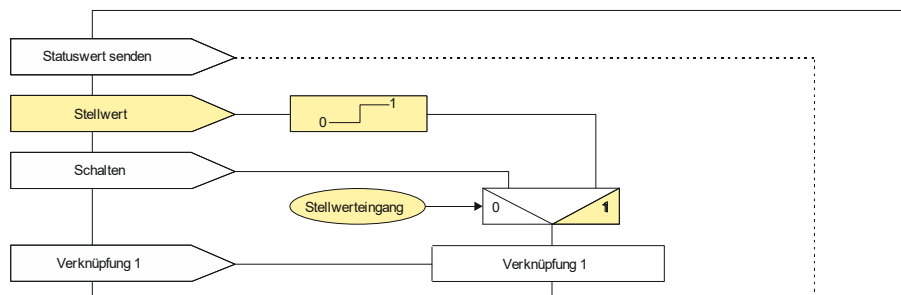 Statuswert senden
Stellwert
0 1
Schalten
Stellwerteingang
0 1
Verknüpfung 1
Verknüpfung 1